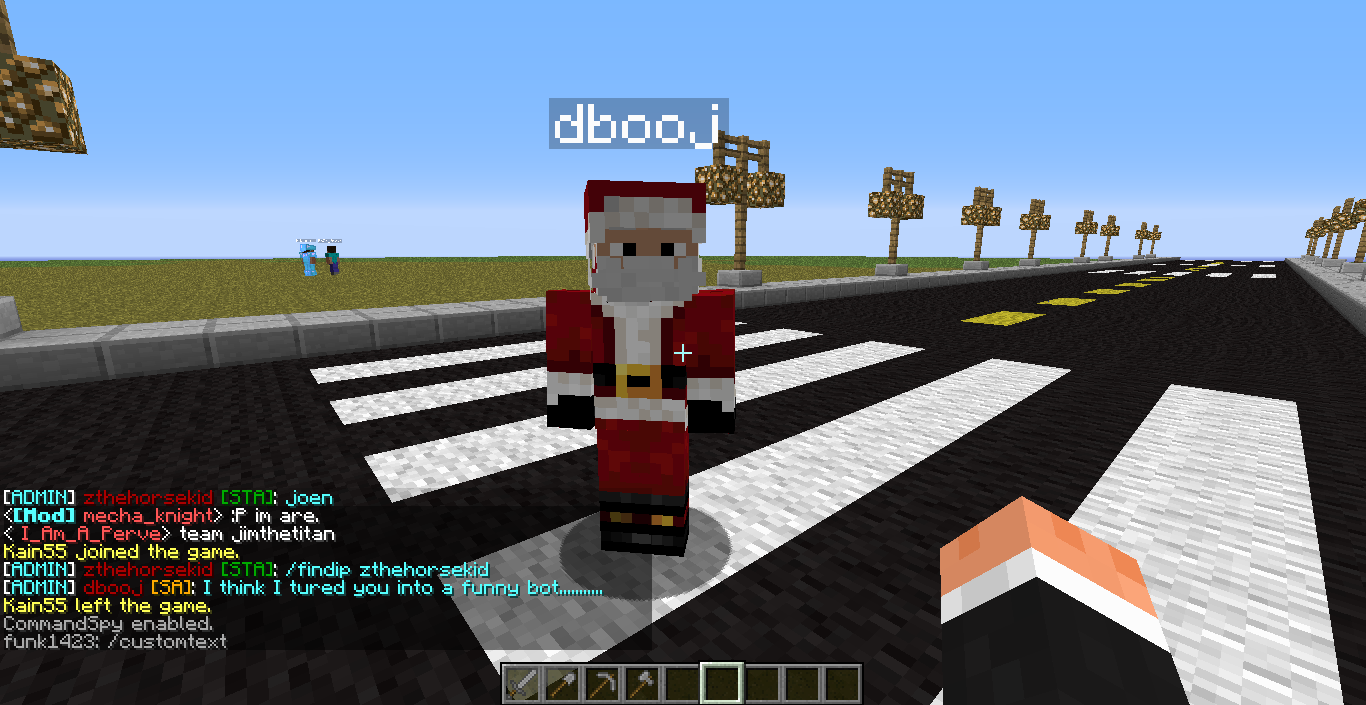 dbooj
[ADMIN] zthehorsekid [STA]: joen
<[Mod] mecha_knight> :P im are.
< I_Am_A_Perve> team jimthetitan
Kain55 joined the game.
[ADMIN] zthehorsekid [STA]: /findip zthehorsekid
[ADMIN] dbooj [SA]: I think I tured you into a funny bot..........
Kain55 left the game.
CommandSpy enabled.
funk1423: /customtext